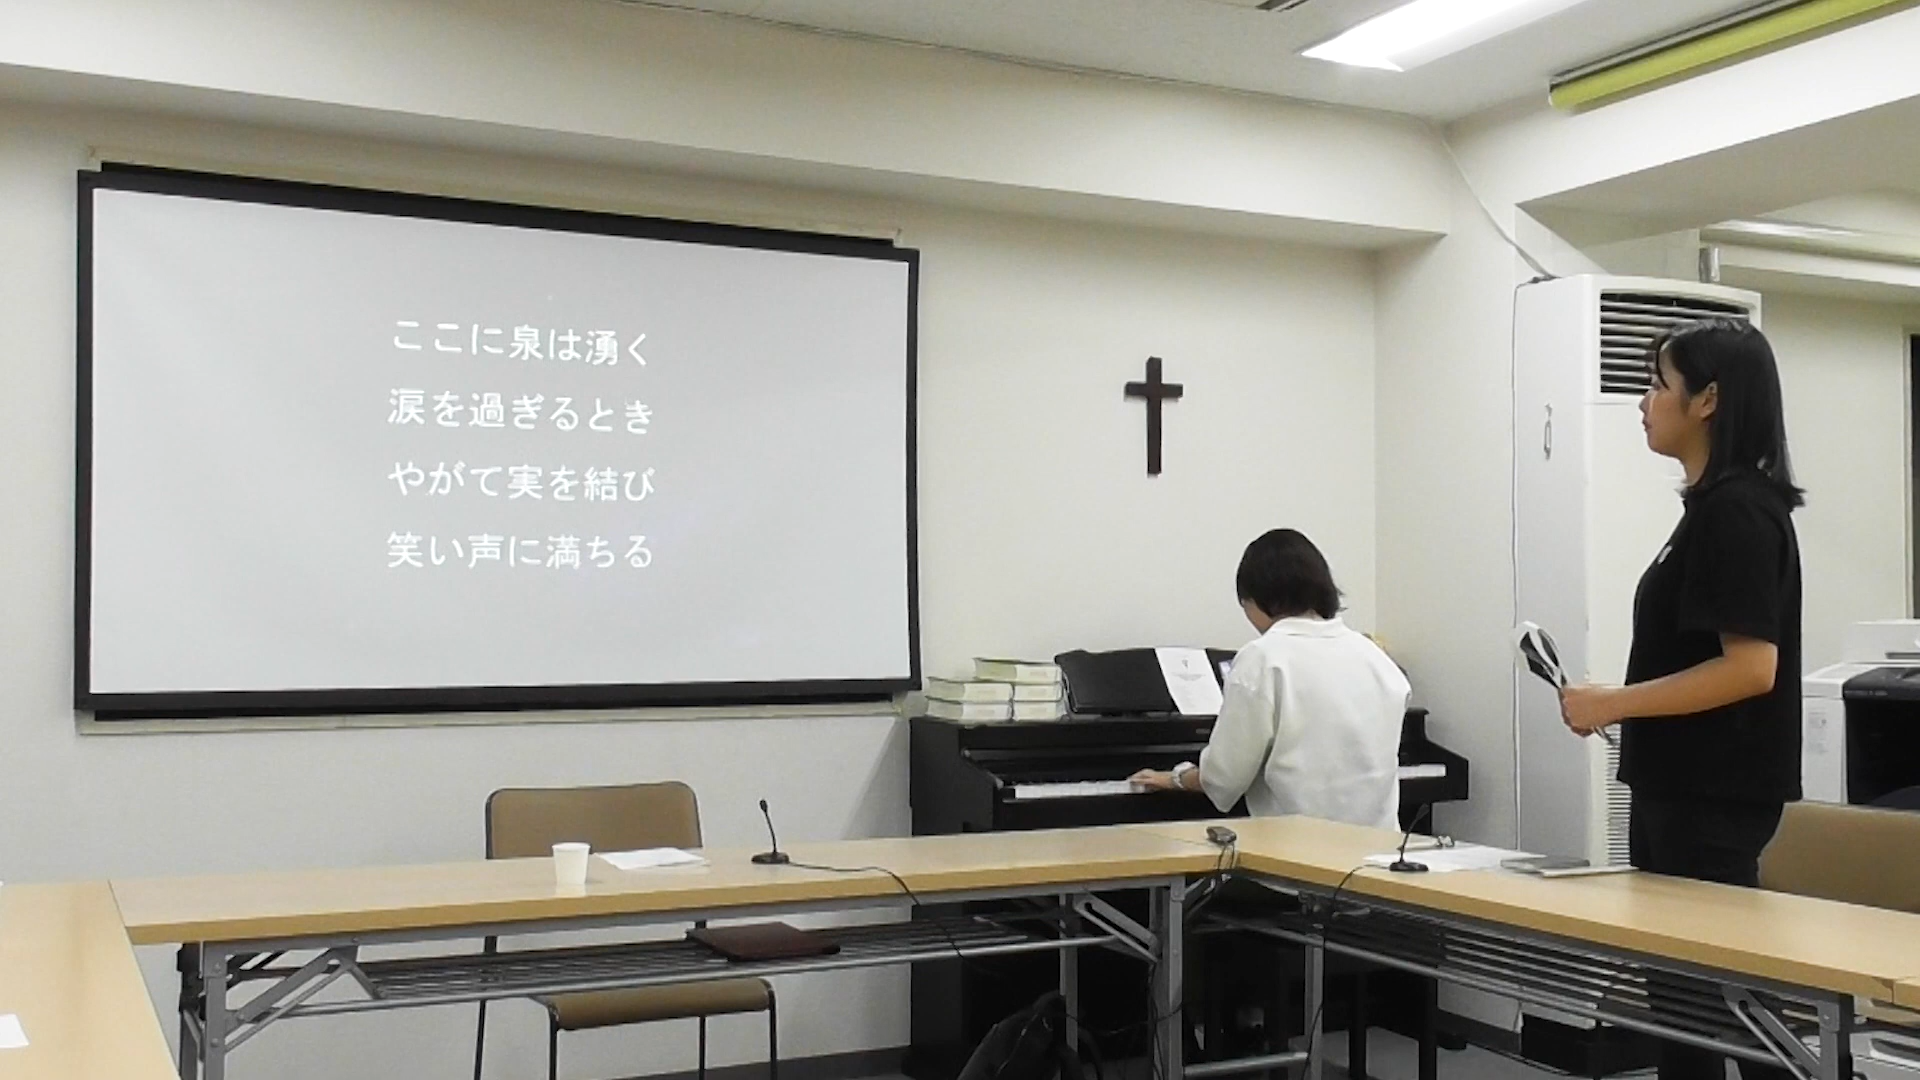 ここに泉は湧く
涙を過ぎるとき
やがて実を結び
笑い声に満ちる